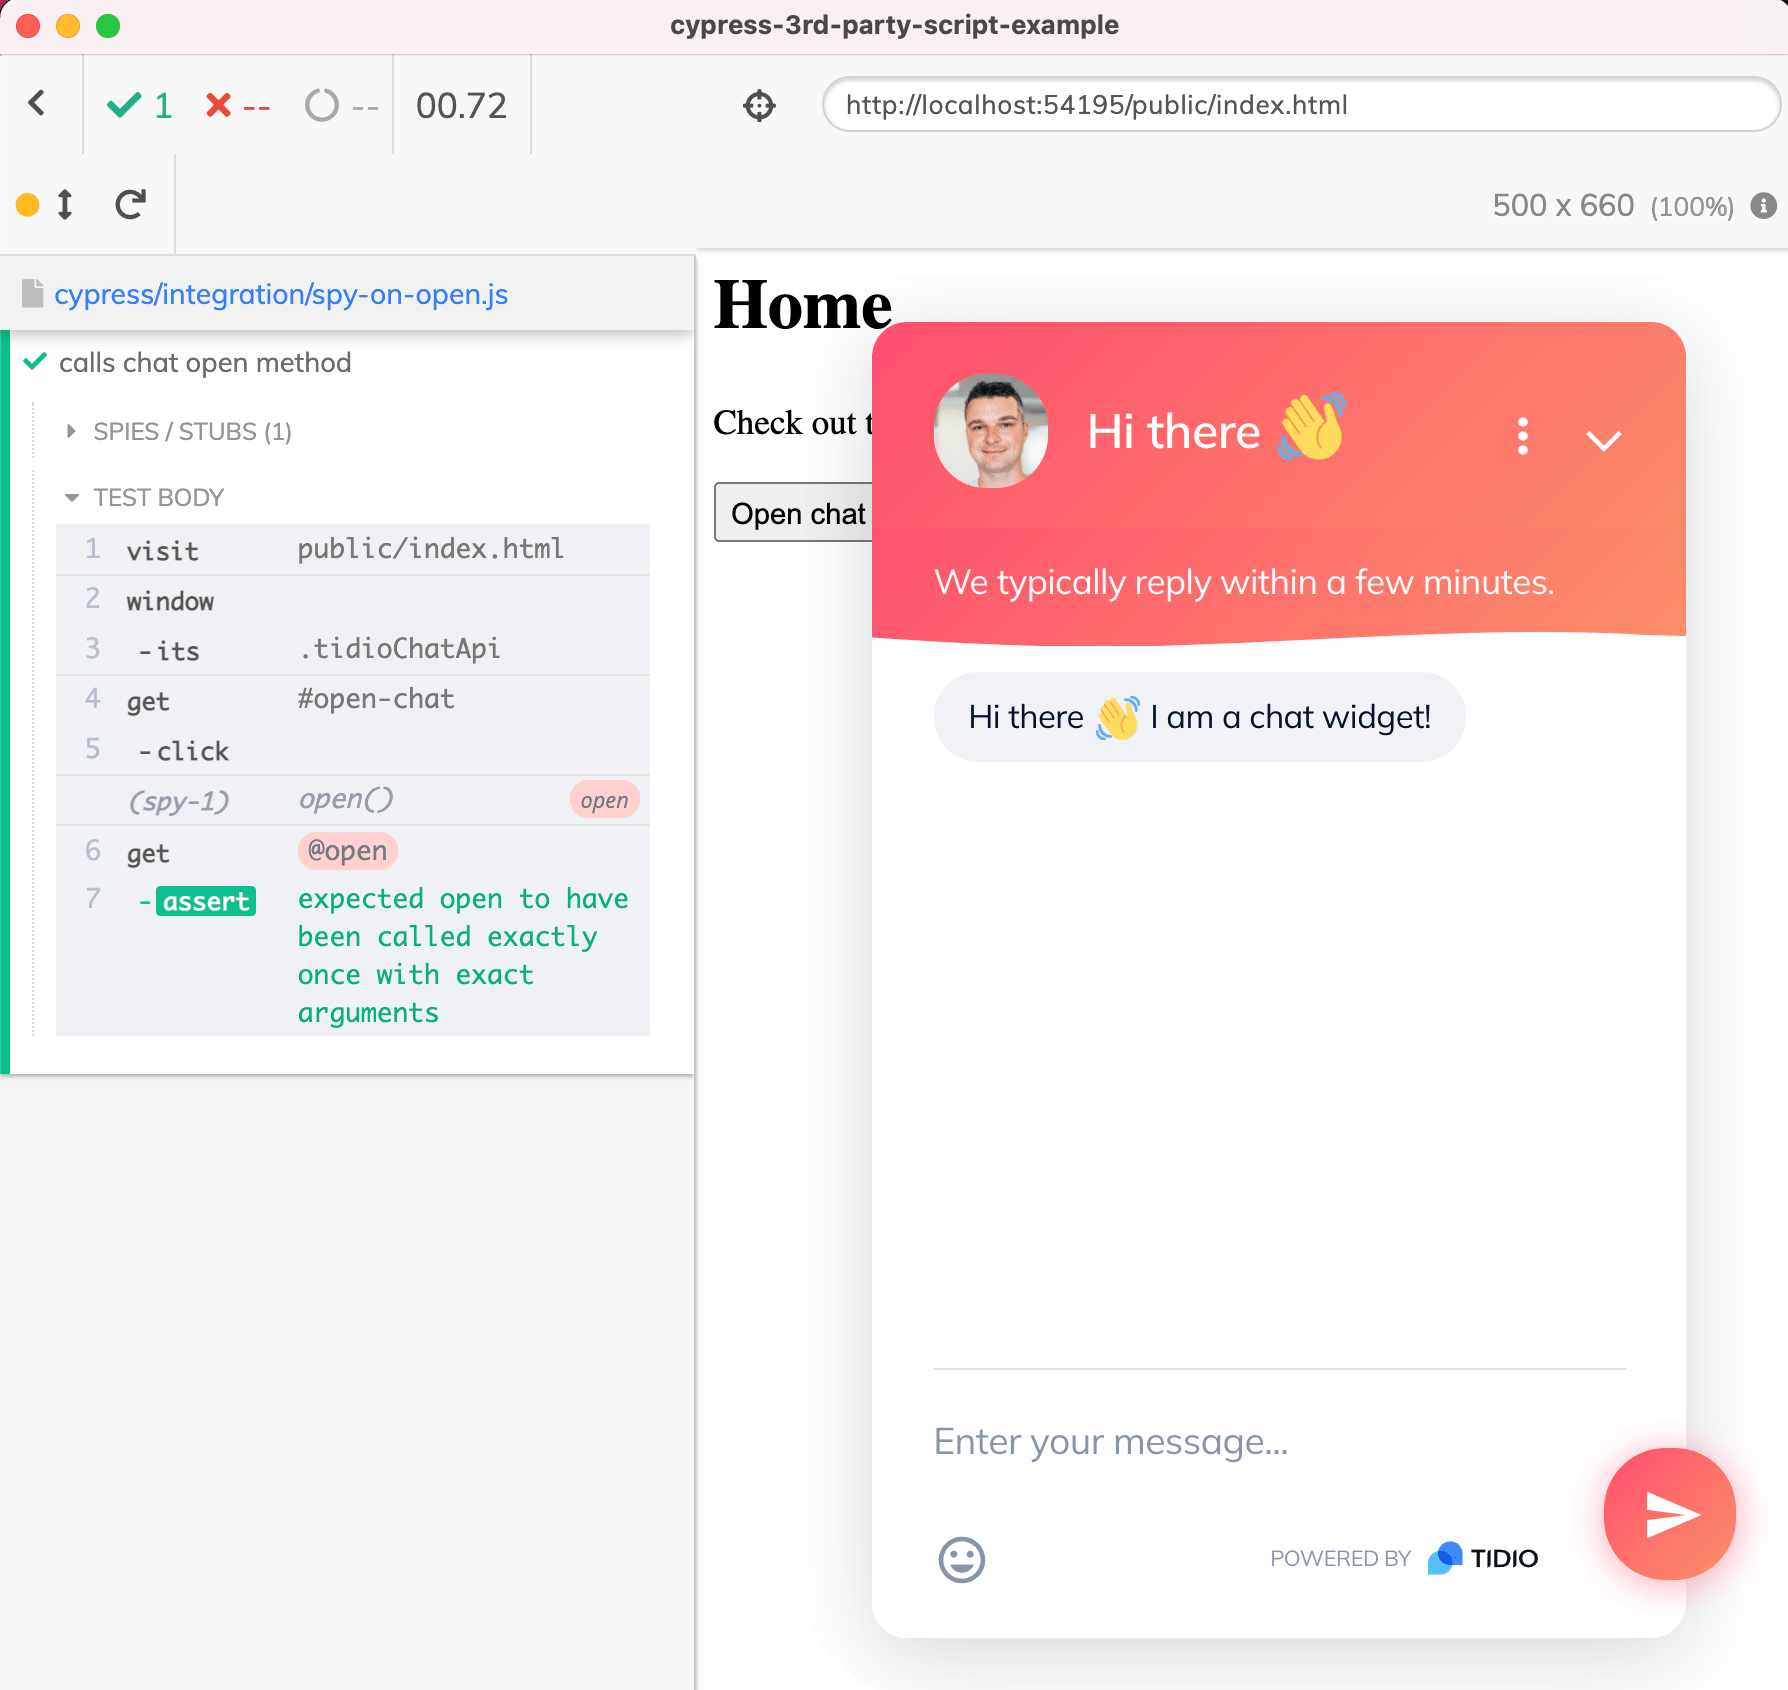 cypress-3rd-party-script-example
1 -- -- 00.72
http://localhost:54195/public/index.html
500 x 660 (100%)
cypress/integration/spy-on-open.js
calls chat open method
SPIES / STUBS (1)
TEST BODY
1 visit public/index.html
2 window
3 -its .tidioChatApi
4 get #open-chat
5 -click
(spy-1) open() open
6 get @open
7 -assert expected open to have
been called exactly
once with exact
arguments
Home
Check out t
Open chat
Hi there 👋
We typically reply within a few minutes.
Hi there 👋 I am a chat widget!
Enter your message...
POWERED BY TIDIO